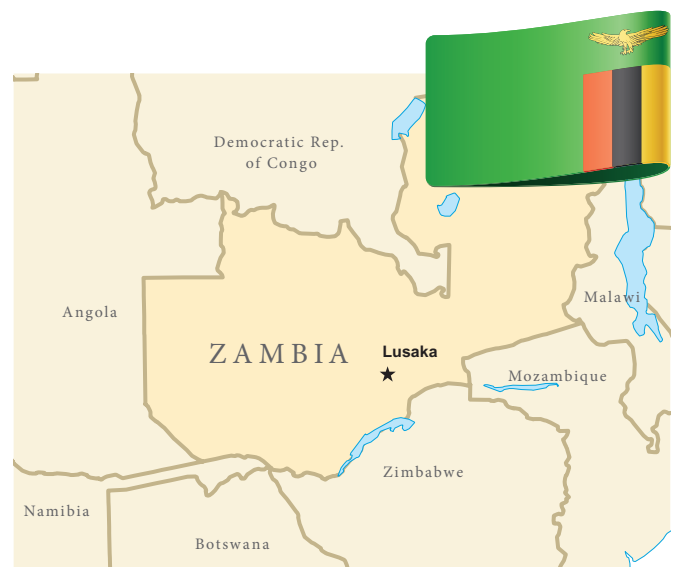 Democratic Rep.
of Congo
Angola
Malawi
ZAMBIA
Lusaka
Mozambique
Zimbabwe
Namibia
Botswana